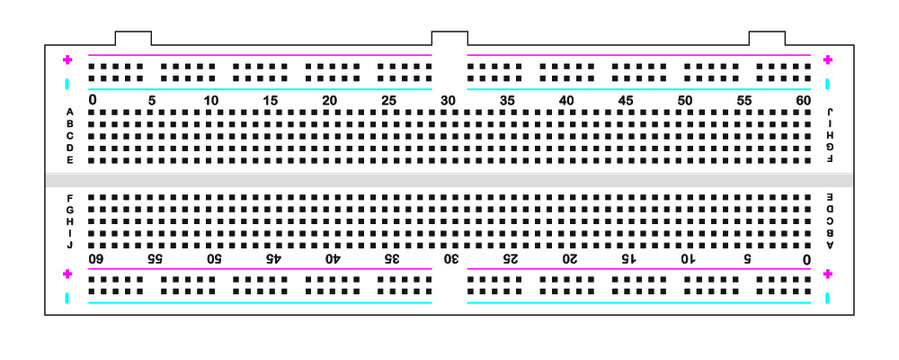 + +
0 5 10 15 20 25 30 35 40 45 50 55 60
A J
B I
C H
D G
E F
F E
G D
H C
I B
J A
60 55 50 45 40 35 30 25 20 15 10 5 0
+ +